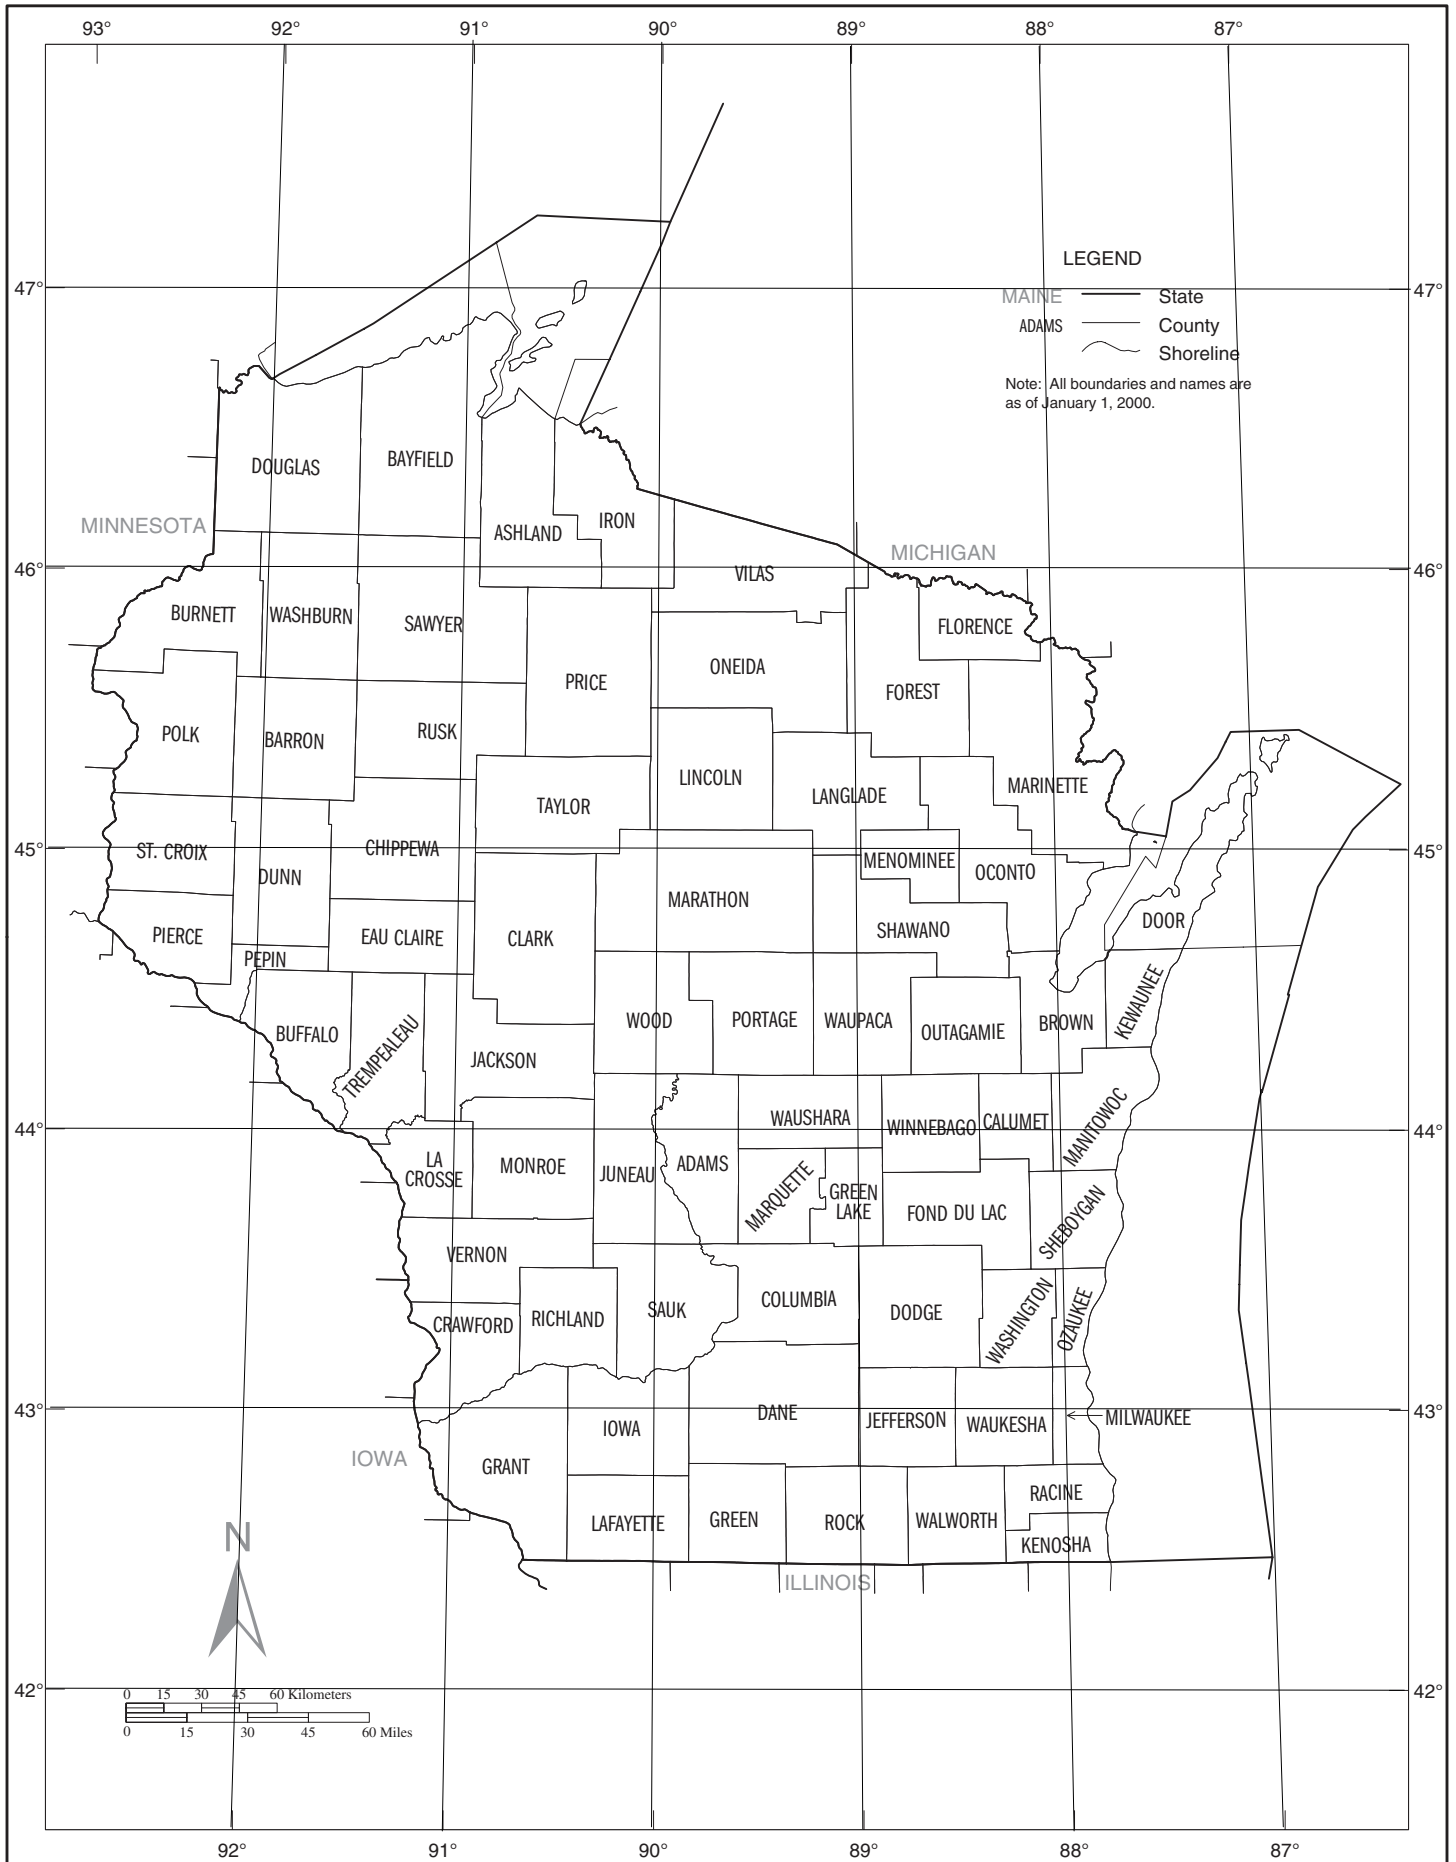 93° 92° 91° 90° 89° 88° 87°
LEGEND
47° 47°
MAINE State
ADAMS County
Shoreline
Note: All boundaries and names are
as of January 1, 2000.
DOUGLAS
BAYFIELD
MINNESOTA
ASHLAND
IRON
MICHIGAN
46° 46°
VILAS
BURNETT
WASHBURN
SAWYER
FLORENCE
ONEIDA
PRICE
FOREST
POLK
BARRON
RUSK
LINCOLN
MARINETTE
LANGLADE
TAYLOR
45° 45°
ST. CROIX
CHIPPEWA
MENOMINEE
OCONTO
DUNN
MARATHON
DOOR
PIERCE
EAU CLAIRE
CLARK
SHAWANO
PEPIN
KEWAUNEE
BUFFALO
WOOD
PORTAGE
WAUPACA
OUTAGAMIE
BROWN
TREMPEALEAU
JACKSON
44° 44°
WAUSHARA
WINNEBAGO
CALUMET
MANITOWOC
LA
CROSSE
MONROE
JUNEAU
ADAMS
MARQUETTE
GREEN
LAKE
FOND DU LAC
SHEBOYGAN
VERNON
COLUMBIA
SAUK
DODGE
WASHINGTON
OZAUKEE
CRAWFORD
RICHLAND
43° 43°
DANE
JEFFERSON
WAUKESHA
MILWAUKEE
IOWA
IOWA
GRANT
RACINE
LAFAYETTE
GREEN
ROCK
WALWORTH
KENOSHA
N
ILLINOIS
42° 42°
0 15 30 45 60 Kilometers
0 15 30 45 60 Miles
92° 91° 90° 89° 88° 87°